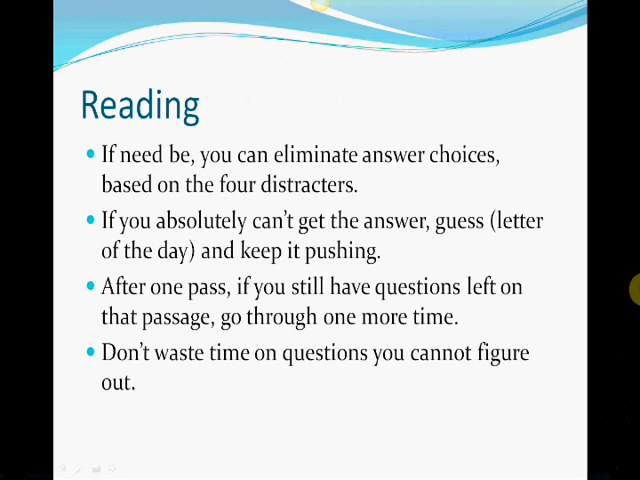 Reading
If need be, you can eliminate answer choices,
based on the four distracters.
If you absolutely can't get the answer, guess (letter
of the day) and keep it pushing.
After one pass, if you still have questions left on
that passage, go through one more time.
Don't waste time on questions you cannot figure
out.